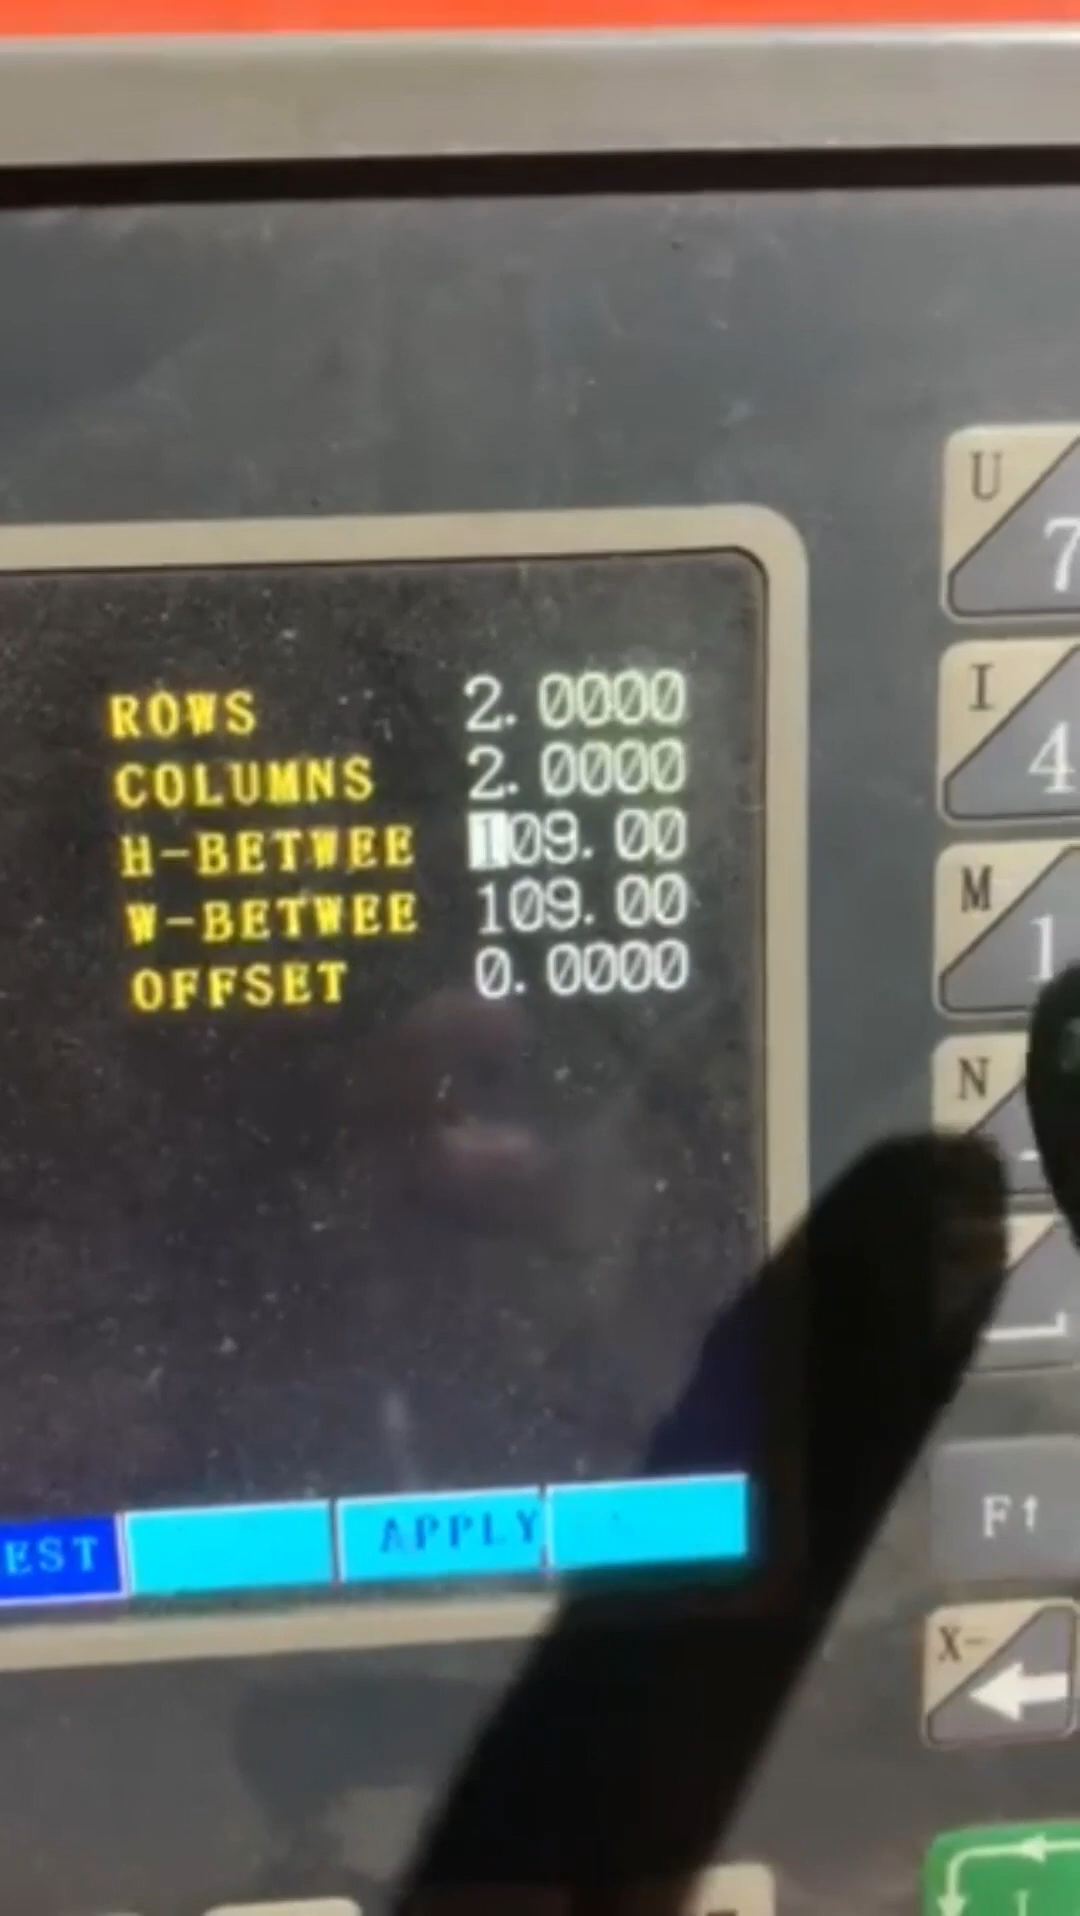 U
7
ROWS 2.0000
I
COLUMNS 2.0000
4
H-BETWEE 109.00
M
W-BETWEE 109.00
1
OFFSET 0.0000
N
EST APPLY
F↑
X-